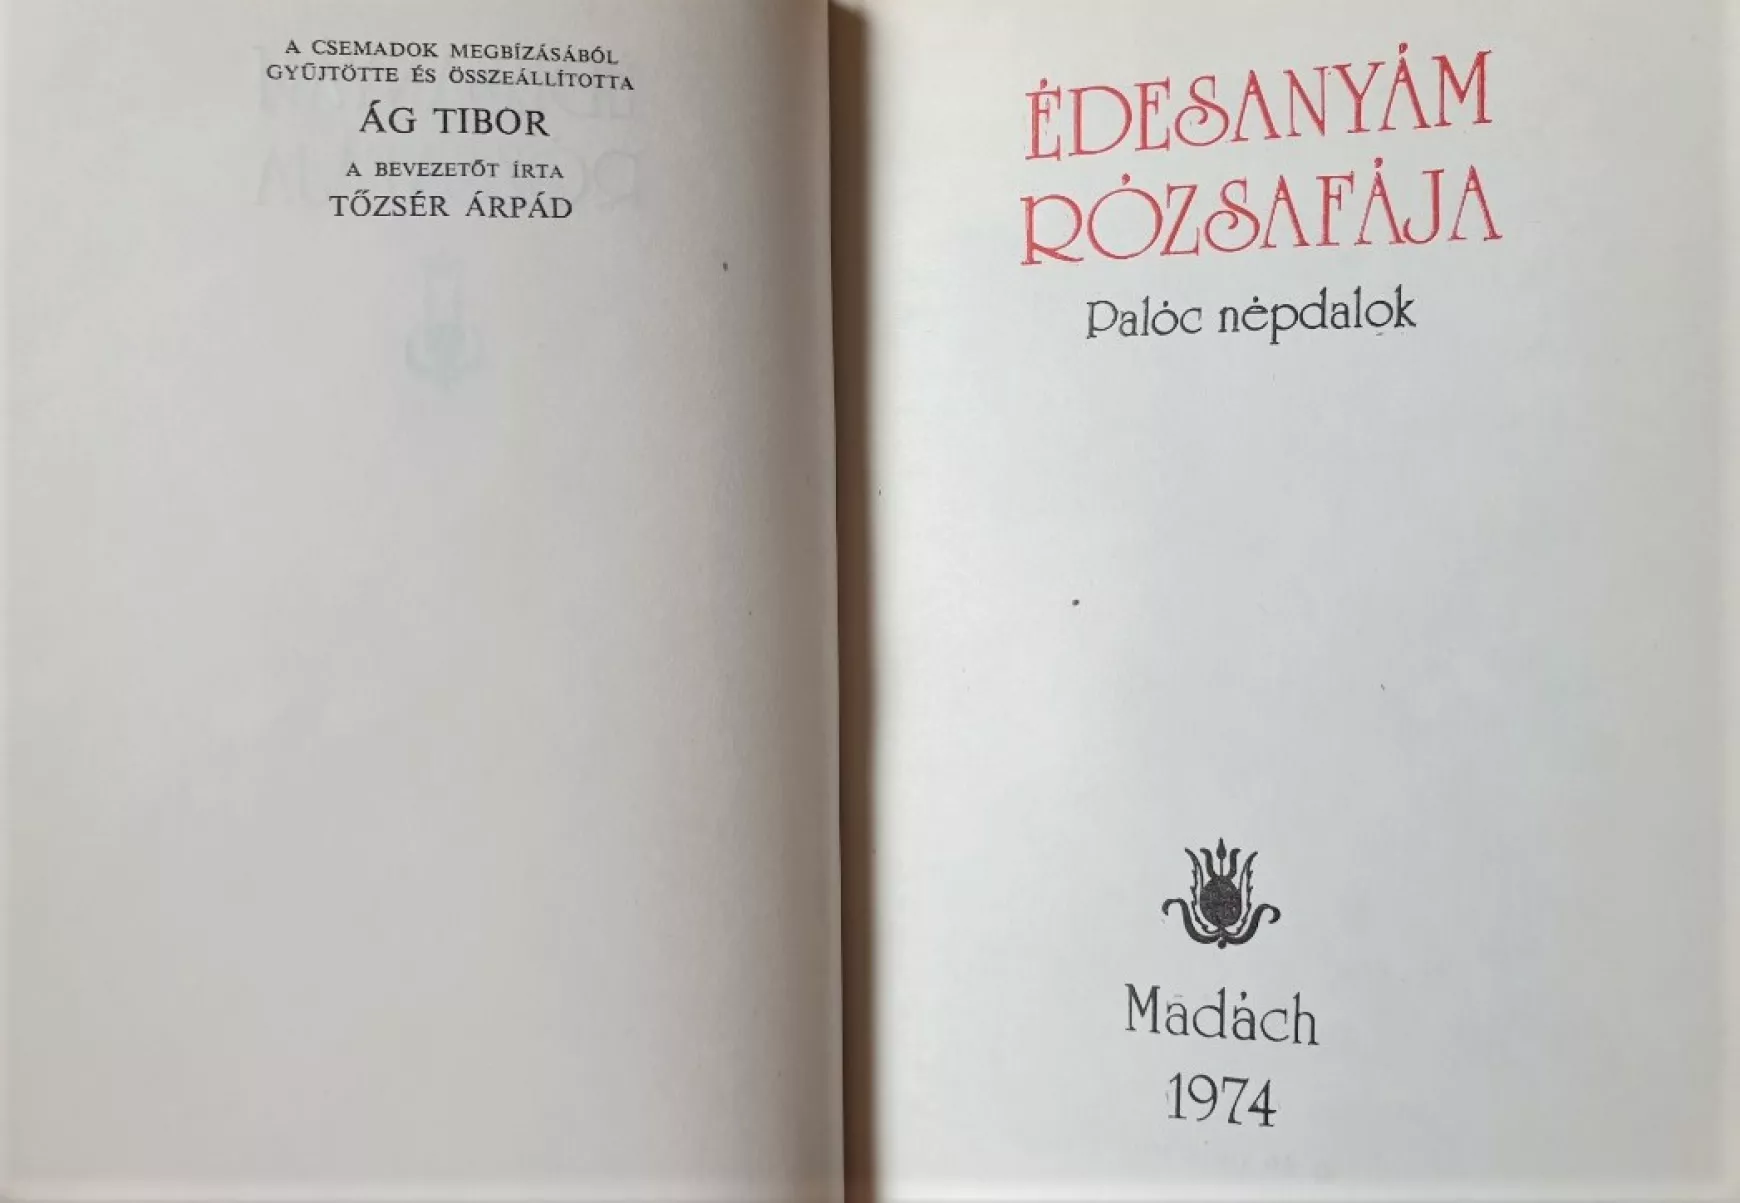 A CSEMADOK MEGBÍZÁSÁBÓL
GYŰJTÖTTE ÉS ÖSSZEÁLLÍTOTTA
ÁG TIBOR
A BEVEZETŐT ÍRTA
TŐZSÉR ÁRPÁD
ÉDESANYÁM
RÓZSAFÁJA
Palóc népdalok
Madách
1974